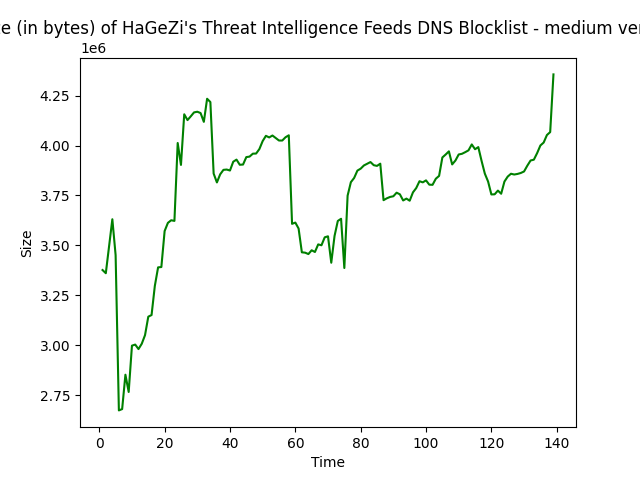 e (in bytes) of HaGeZi's Threat Intelligence Feeds DNS Blocklist - medium ver
1e6
4.25
4.00
3.75
3.50
3.25
3.00
2.75
Size
0 20 40 60 80 100 120 140
Time